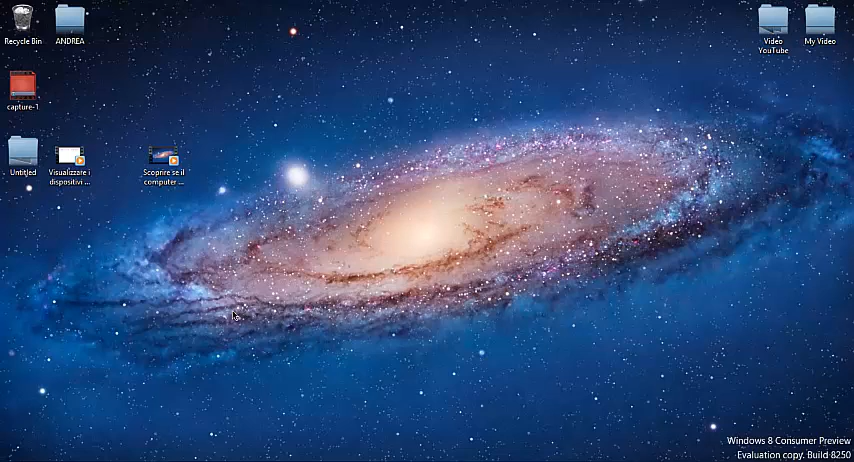 Recycle Bin
ANDREA
Video
YouTube
My Video
capture-1
Untitled
Visualizzare i
dispositivi ...
Scoprire se il
computer ...
Windows 8 Consumer Preview
Evaluation copy. Build 8250